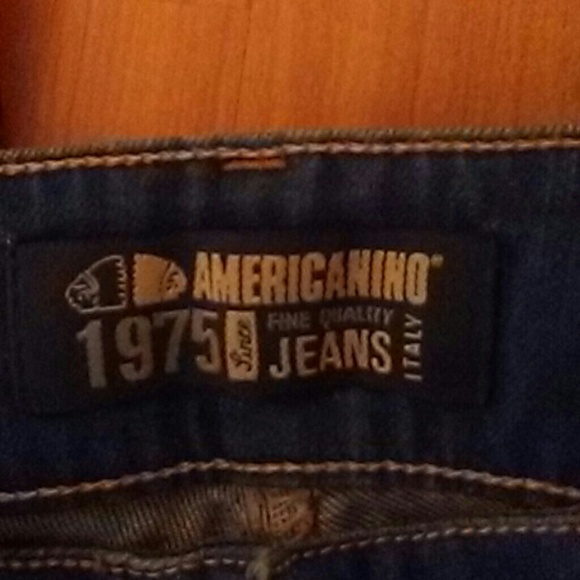 AMERICANINO
1975 Since
FINE QUALITY
JEANS
ITALY